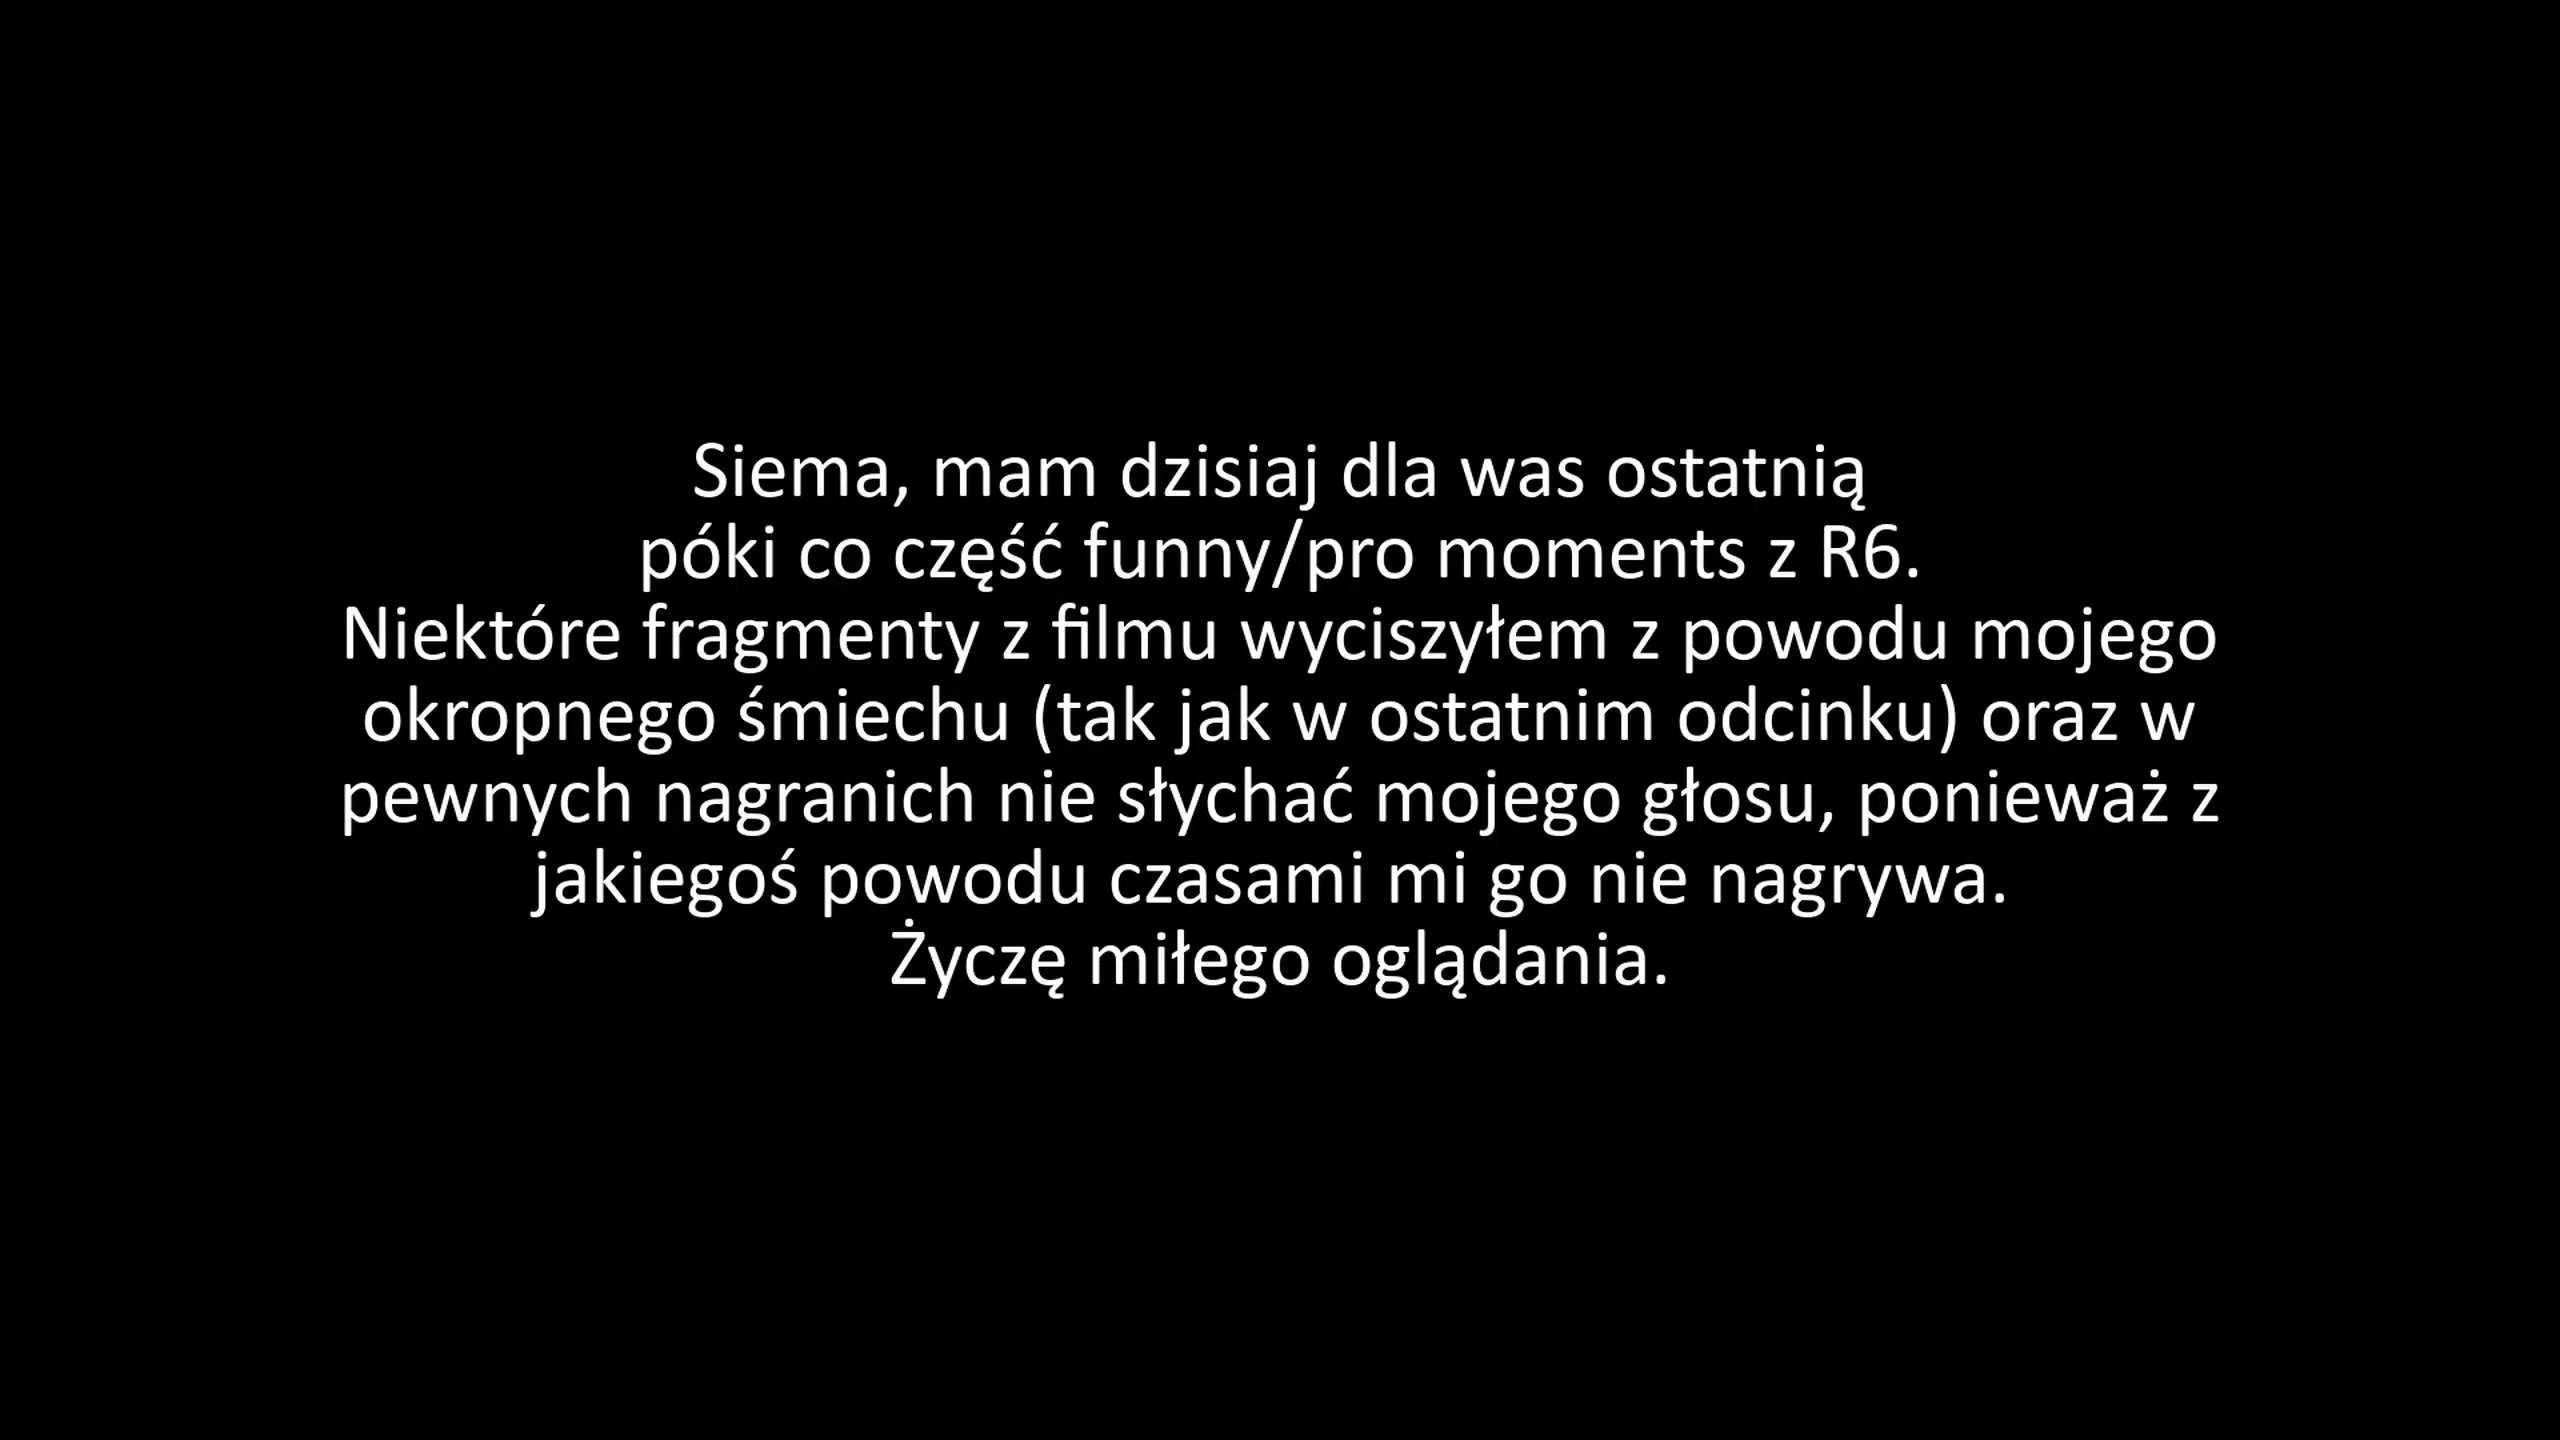 Siema, mam dzisiaj dla was ostatnią
póki co część funny/pro moments z R6.
Niektóre fragmenty z filmu wyciszyłem z powodu mojego
okropnego śmiechu (tak jak w ostatnim odcinku) oraz w
pewnych nagranich nie słychać mojego głosu, ponieważ z
jakiegoś powodu czasami mi go nie nagrywa.
Życzę miłego oglądania.